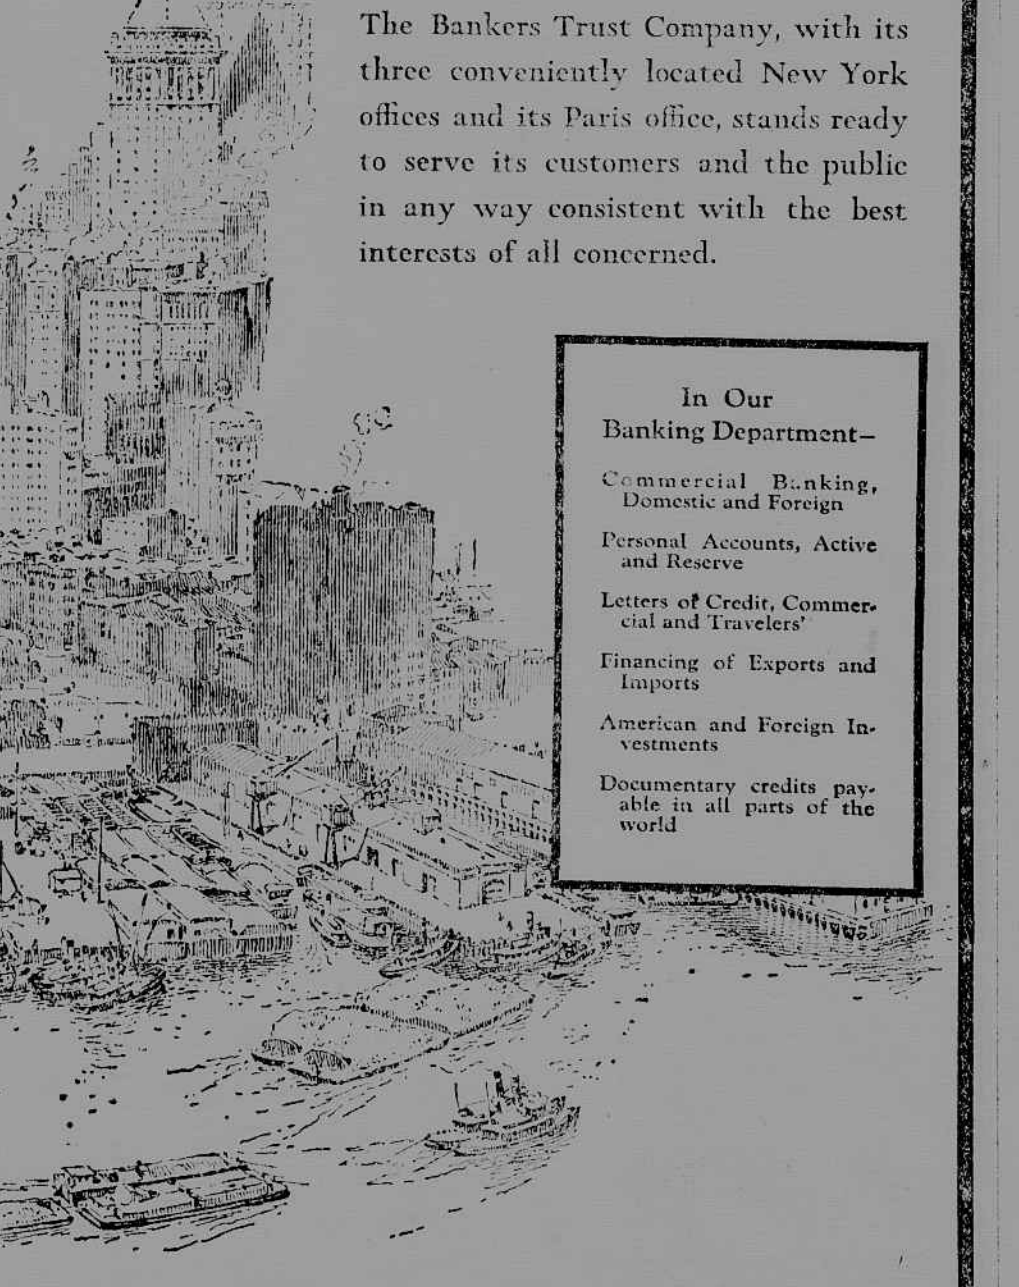 The Bankers Trust Company, with its
three conveniently located New York
offices and its Paris office, stands ready
to serve its customers and the public
in any way consistent with the best
interests of all concerned.
In Our
Banking Department—
Commercial Banking,
Domestic and Foreign
Personal Accounts, Active
and Reserve
Letters of Credit, Commer-
cial and Travelers'
Financing of Exports and
Imports
American and Foreign In-
vestments
Documentary credits pay-
able in all parts of the
world